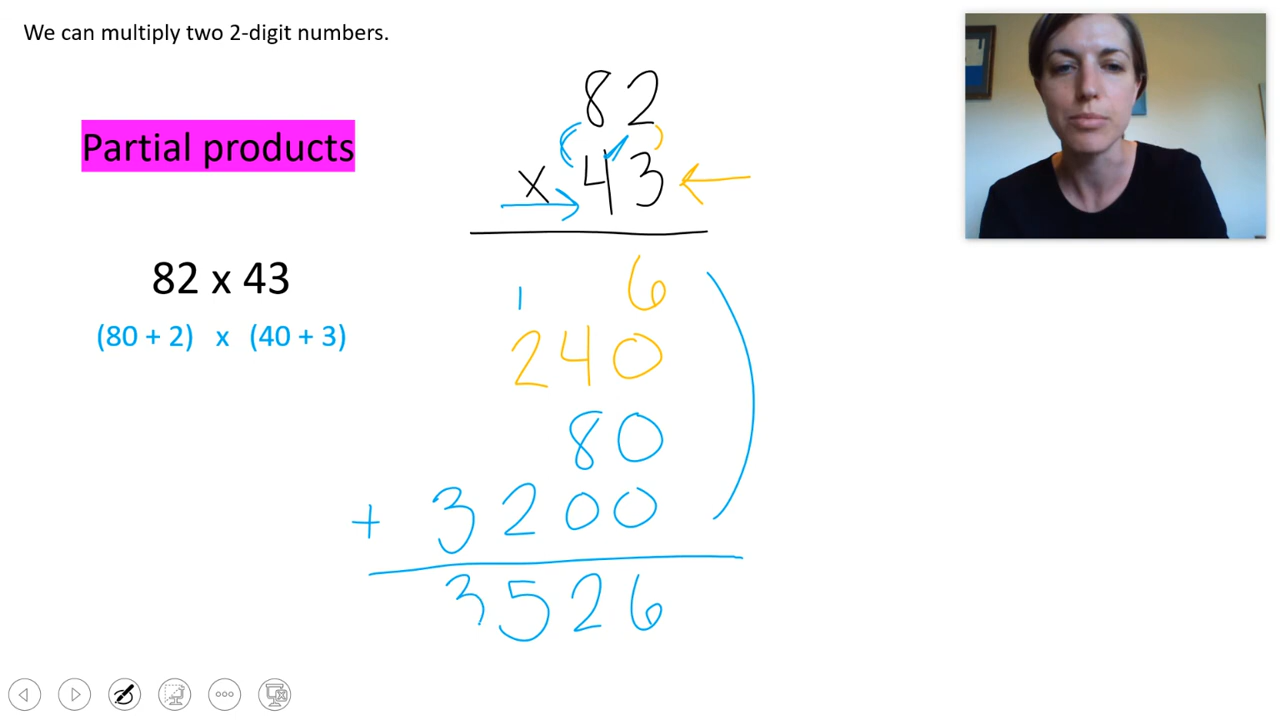 We can multiply two 2-digit numbers.
Partial products
82 x 43
(80 + 2) x (40 + 3)
82
x 43
6
1
240
80
+ 3200
3526